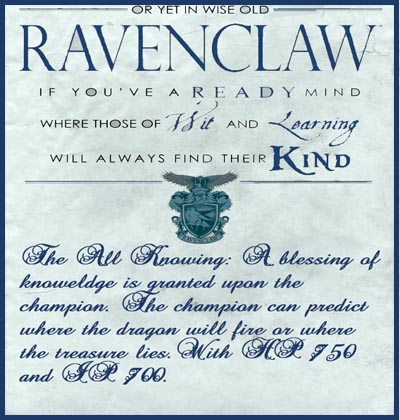 OR YET IN WISE OLD
RAVENCLAW
IF YOU'VE A READY MIND
WHERE THOSE OF Wit AND Learning
WILL ALWAYS FIND THEIR KIND
RAVENCLAW
The All Knowing: A blessing of
knoweldge is granted upon the
champion. The champion can predict
where the dragon will fire or where
the treasure lies. With HP 750
and IP 700.